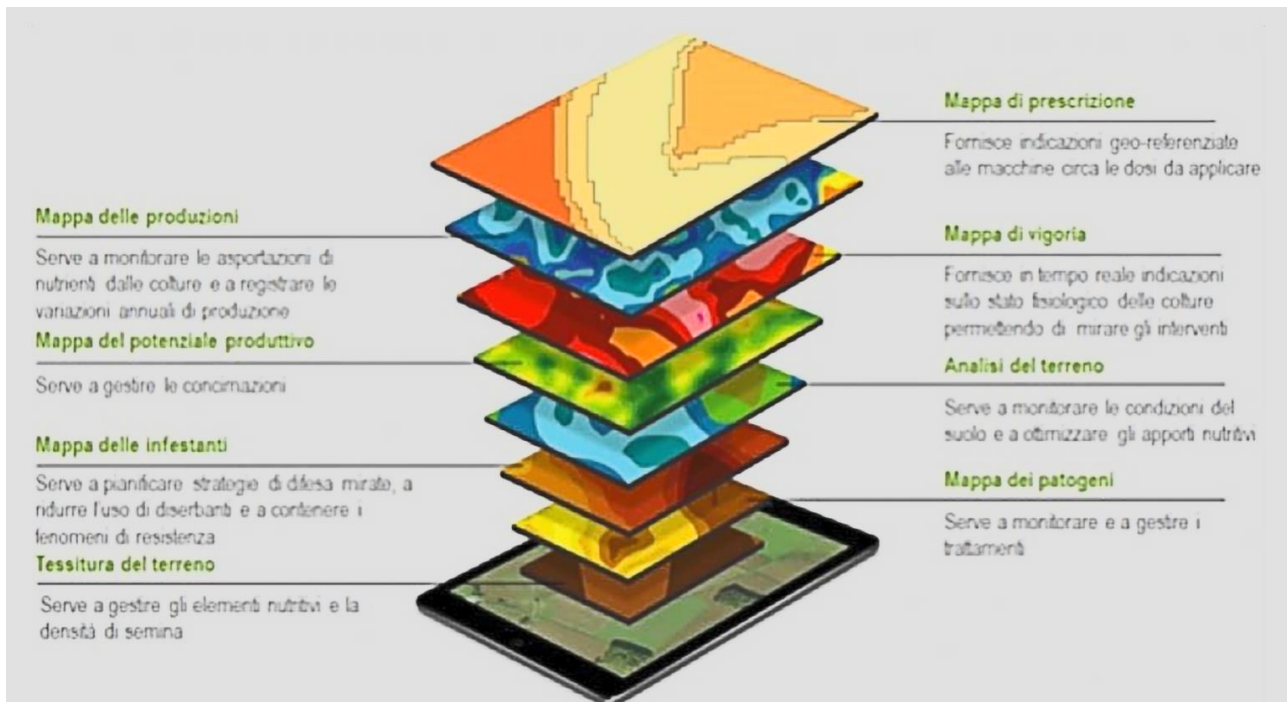 Mappa delle produzioni
Serve a monitorare le asportazioni di
nutrienti dalle colture e a registrare le
variazioni annuali di produzione
Mappa del potenziale produttivo
Serve a gestire le concimazioni
Mappa delle infestanti
Serve a pianificare strategie di difesa mirate, a
ridurre l'uso di diserbanti e a contenere i
fenomeni di resistenza
Tessitura del terreno
Serve a gestire gli elementi nutritivi e la
densità di semina
Mappa di prescrizione
Fornisce indicazioni geo-referenziate
alle macchine circa le dosi da applicare
Mappa di vigoria
Fornisce in tempo reale indicazioni
sullo stato fisiologico delle colture
permettendo di mirare gli interventi
Analisi del terreno
Serve a monitorare le condizioni del
suolo e a ottimizzare gli apporti nutritivi
Mappa dei patogeni
Serve a monitorare e a gestire i
trattamenti